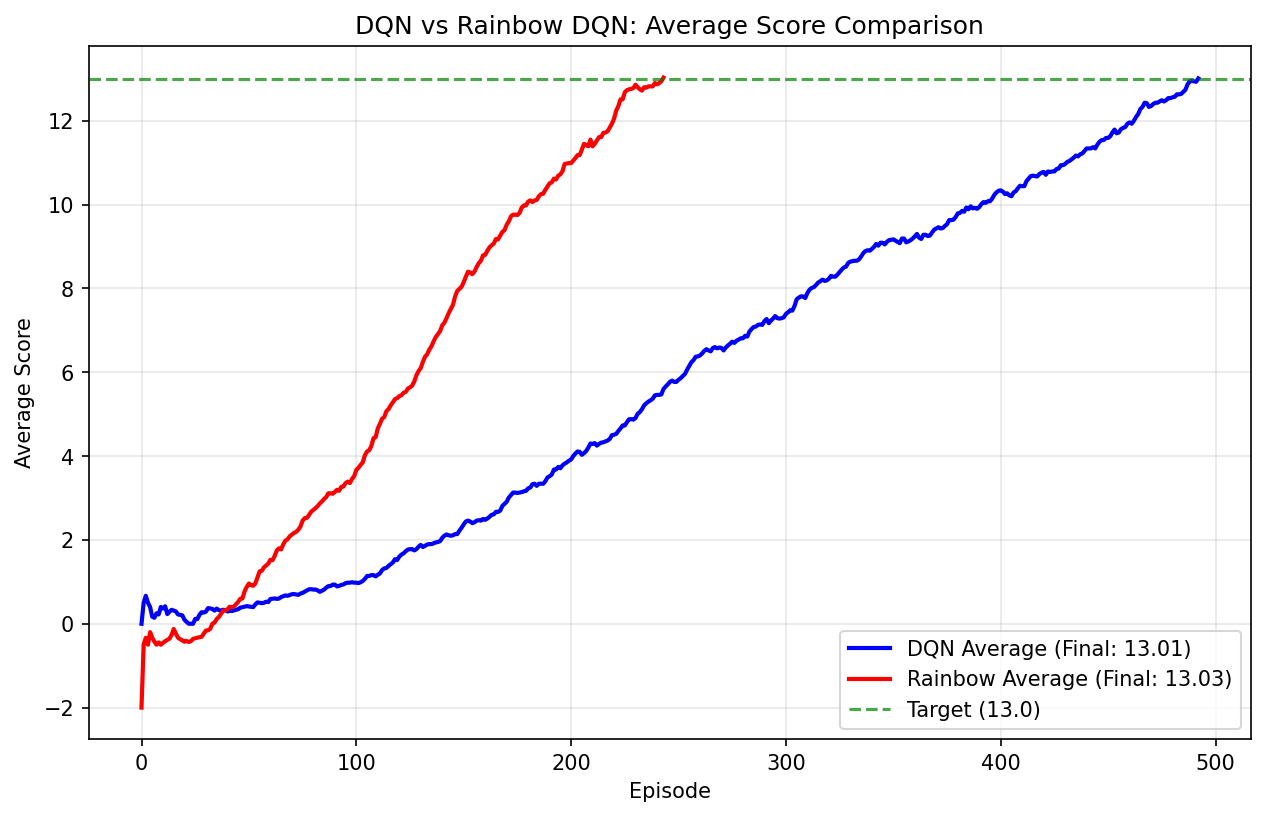 DQN vs Rainbow DQN: Average Score Comparison
Average Score
12
10
8
6
4
2
0
−2
DQN Average (Final: 13.01)
Rainbow Average (Final: 13.03)
Target (13.0)
0 100 200 300 400 500
Episode